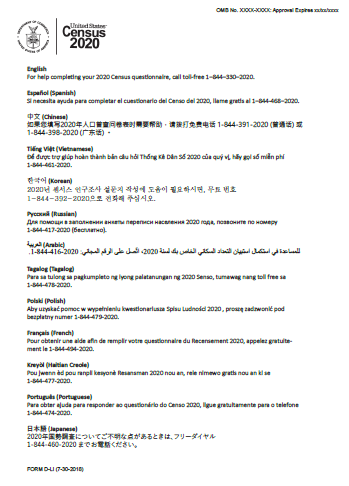 OMB No. XXXX-XXXX: Approval Expires xx/xx/xxxx
United States®
Census
2020
English
For help completing your 2020 Census questionnaire, call toll-free 1–844–330–2020.
Español (Spanish)
Si necesita ayuda para completar el cuestionario del Censo del 2020, llame gratis al 1–844–468–2020.
中文 (Chinese)
如果您填写2020年人口普查问卷表时需要帮助，请拨打免费电话 1-844-391-2020 (普通话) 或
1-844-398-2020 (广东话) 。
Tiếng Việt (Vietnamese)
Để được trợ giúp hoàn thành bản câu hỏi Thống Kê Dân Số 2020 của quý vị, hãy gọi số miễn phí
1-844-461-2020.
한국어 (Korean)
2020년 센서스 인구조사 설문지 작성에 도움이 필요하시면, 무료 번호
1-844-392-2020으로 전화해 주십시오.
Русский (Russian)
Для помощи в заполнении анкеты переписи населения 2020 года, позвоните по номеру
1-844-417-2020 (бесплатно).
العربية (Arabic)
للمساعدة في استكمال استبيان التعداد السكاني الخاص بك لسنة 2020، اتّصل على الرقم المجاني: 2020-416-844-1.
Tagalog (Tagalog)
Para sa tulong sa pagkumpleto ng iyong palatanungan ng 2020 Senso, tumawag nang toll free sa
1-844-478-2020.
Polski (Polish)
Aby uzyskać pomoc w wypełnieniu kwestionariusza Spisu Ludności 2020 , proszę zadzwonić pod
bezpłatny numer 1-844-479-2020.
Français (French)
Pour obtenir une aide afin de remplir votre questionnaire du Recensement 2020, appelez gratuite-
ment le 1-844-494-2020.
Kreyòl (Haitian Creole)
Pou jwenn èd pou ranpli kesyonè Resansman 2020 nou an, rele nimewo gratis nou an ki se
1-844-477-2020.
Português (Portuguese)
Para obter ajuda para responder ao questionário do Censo 2020, ligue gratuitamente para o telefone
1-844-474-2020.
日本語 (Japanese)
2020年国勢調査についてご不明な点があるときは、フリーダイヤル
1-844-460-2020 までお電話ください。
FORM D-LI (7-30-2018)